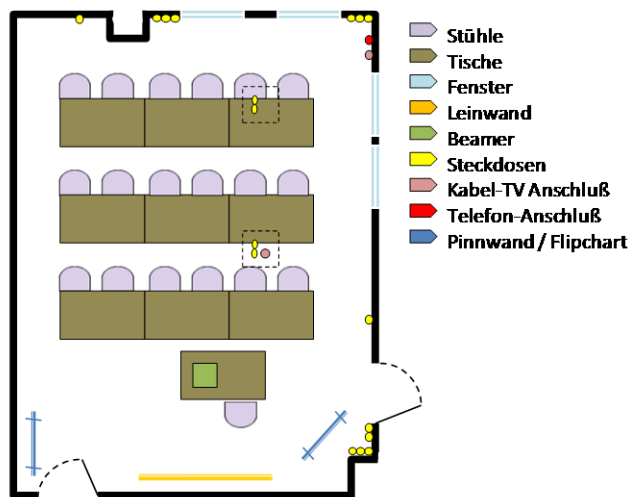 Stühle
Tische
Fenster
Leinwand
Beamer
Steckdosen
Kabel-TV Anschluß
Telefon-Anschluß
Pinnwand / Flipchart